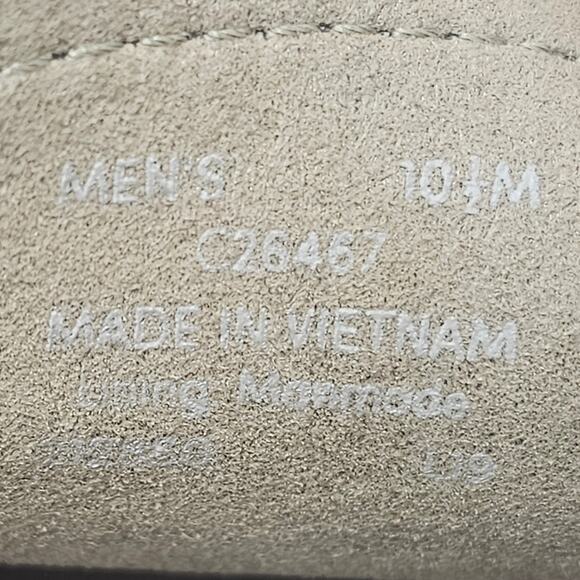 MEN'S 10½M
C26467
MADE IN VIETNAM
Lining Manmade